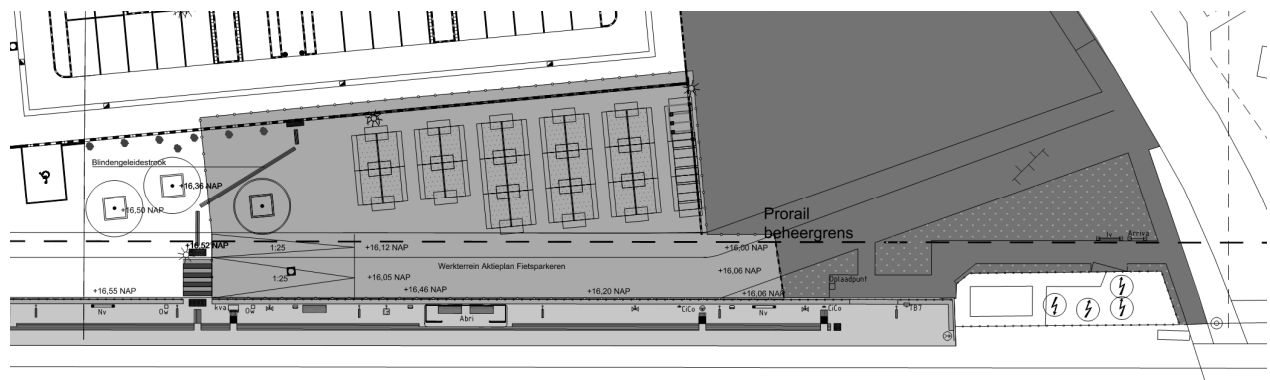 Blindengeleidestrook
+16,36 NAP
+16,50 NAP
Prorail
beheergrens
+16,52 NAP
1:25
+16,12 NAP
+16,00 NAP
lv
Arriva
Werkterrein Aktieplan Fietsparkeren
+16,06 NAP
1:25
+16,05 NAP
Oplaadpunt
+16,55 NAP
+16,46 NAP
+16,20 NAP
+16,06 NAP
Nv
OW
kva
OW
Abri
CiCo
Nv
CiCo
TB7